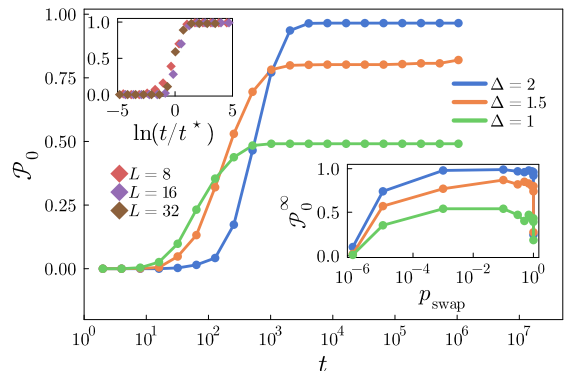 1.00
0.75
0.50
0.25
0.00
𝒫₀
10⁰ 10¹ 10² 10³ 10⁴ 10⁵ 10⁶ 10⁷
t
1.0
0.5
0.0
−5 0 5
ln(t/t*)
L = 8
L = 16
L = 32
Δ = 2
Δ = 1.5
Δ = 1
1.0
0.5
0.0
𝒫₀^∞
10⁻⁶ 10⁻⁴ 10⁻² 10⁰
p_swap